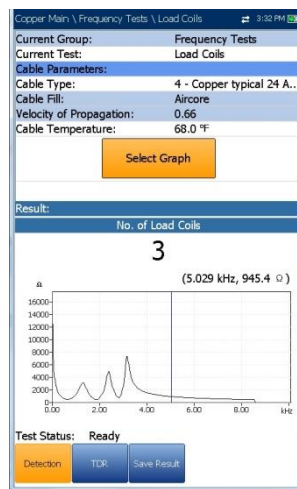 Copper Main \ Frequency Tests \ Load Coils 3:32 PM
Current Group: Frequency Tests
Current Test: Load Coils
Cable Parameters:
Cable Type: 4 - Copper typical 24 A..
Cable Fill: Aircore
Velocity of Propagation: 0.66
Cable Temperature: 68.0 °F
Select Graph
Result:
No. of Load Coils
3
(5.029 kHz, 945.4 Ω)
Ω
16000
14000
12000
10000
8000
6000
4000
2000
0.00 2.00 4.00 6.00 8.00 kHz
Test Status: Ready
Detection TDR Save Result